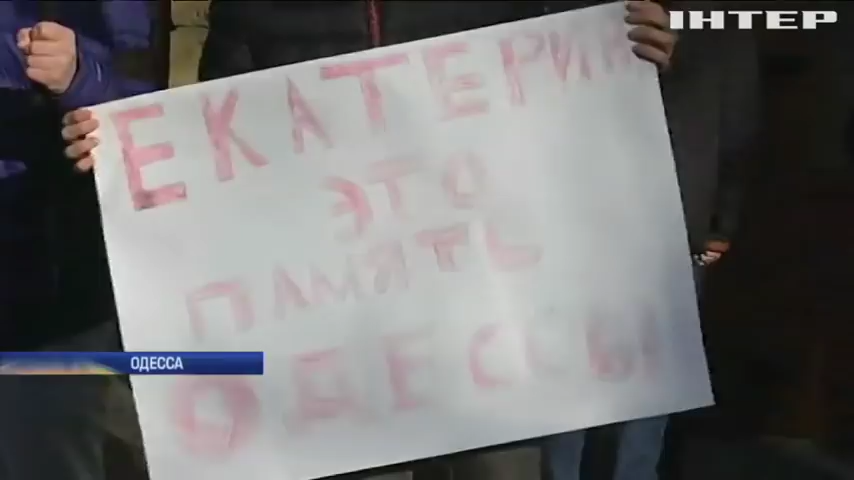 ІНТЕР
ЕКАТЕРИН
ЭТО
ПАМЯТЬ
ОДЕССЫ
ОДЕССА